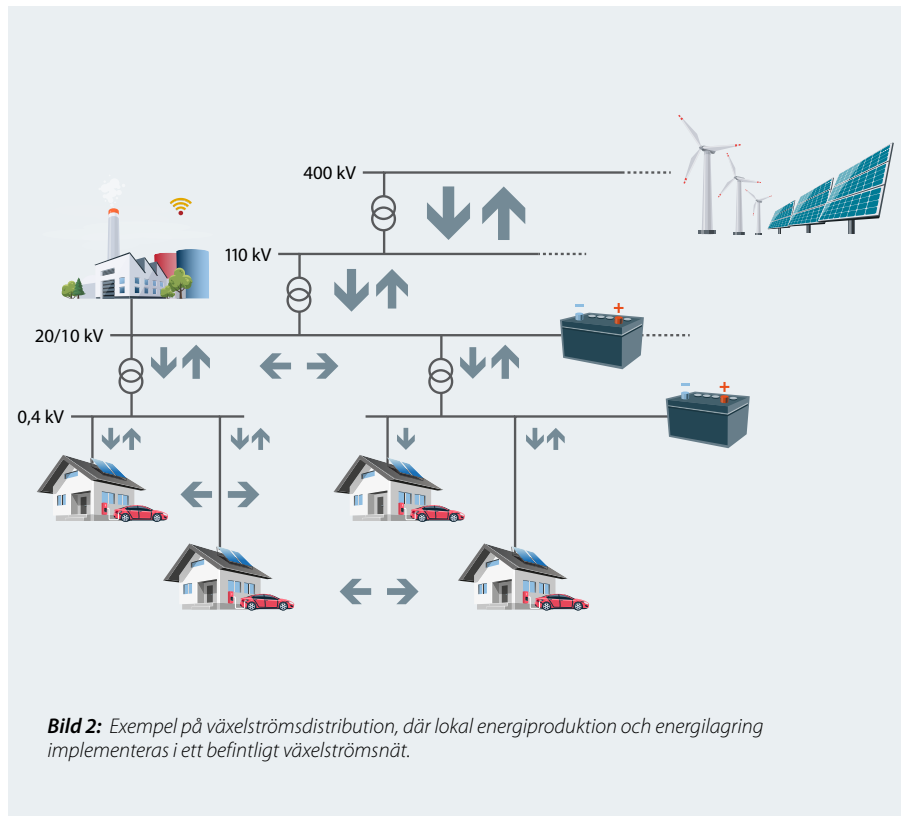 400 kV
110 kV
20/10 kV
− +
0,4 kV
− +
Bild 2: Exempel på växelströmsdistribution, där lokal energiproduktion och energilagring
implementeras i ett befintligt växelströmsnät.